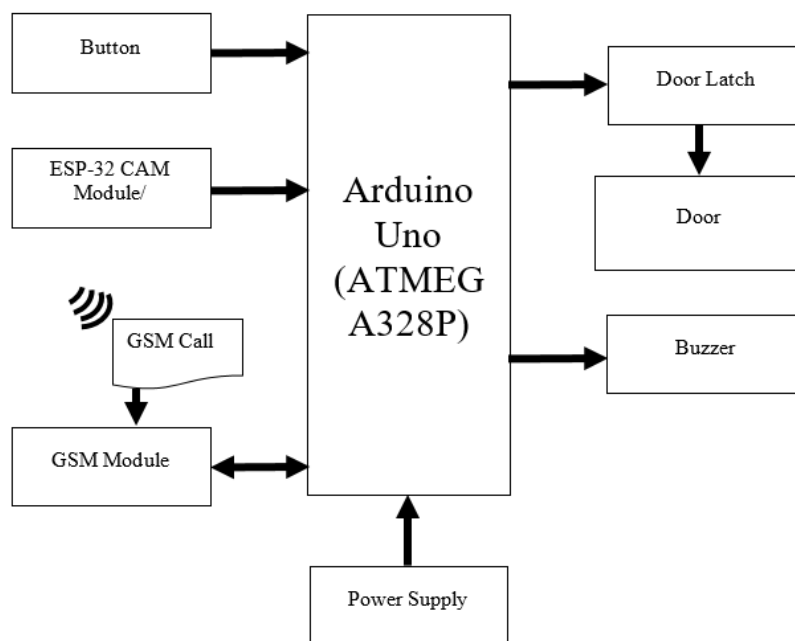 Button
ESP-32 CAM
Module/
GSM Call
GSM Module
Arduino
Uno
(ATMEG
A328P)
Power Supply
Door Latch
Door
Buzzer